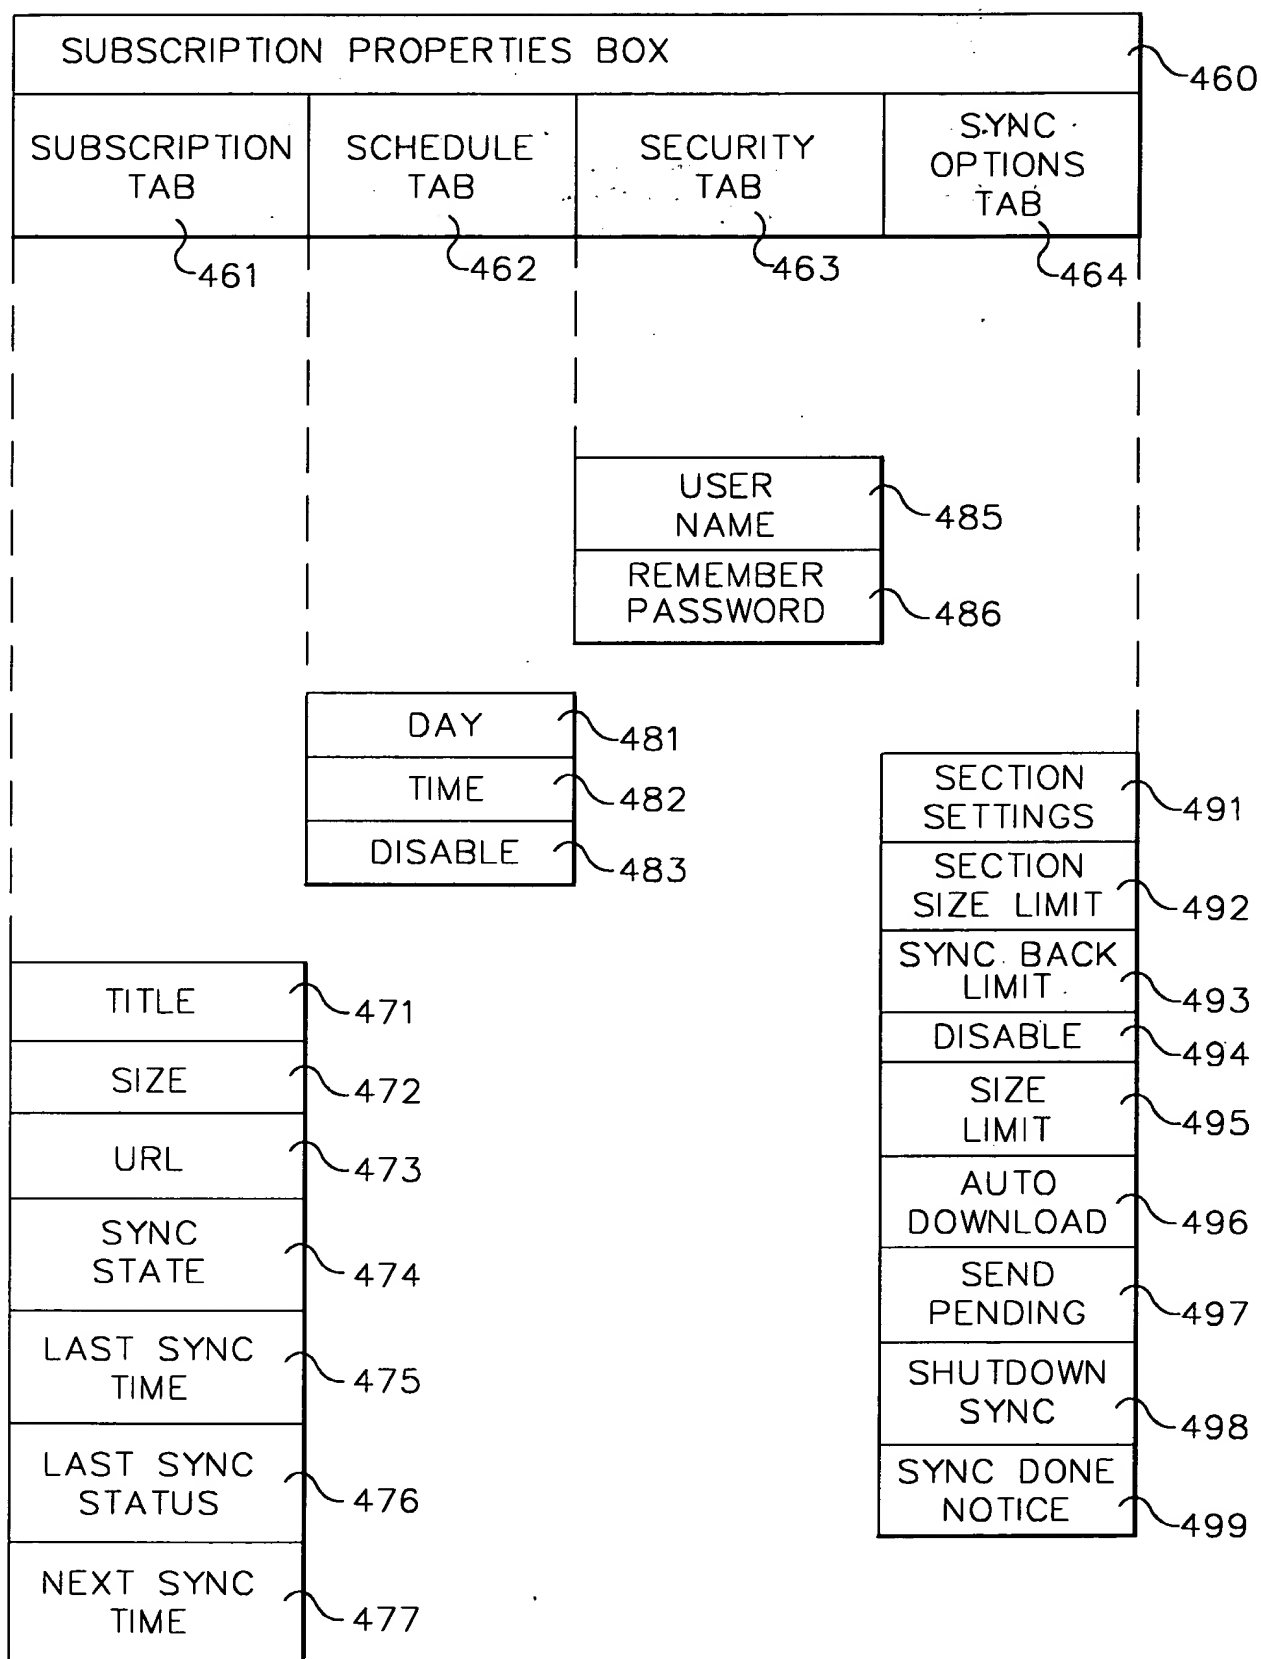 SUBSCRIPTION PROPERTIES BOX
460
SUBSCRIPTION
TAB
461
SCHEDULE
TAB
462
SECURITY
TAB
463
SYNC
OPTIONS
TAB
464
USER
NAME
485
REMEMBER
PASSWORD
486
DAY
481
TIME
482
DISABLE
483
SECTION
SETTINGS
491
SECTION
SIZE LIMIT
492
SYNC BACK
LIMIT
493
DISABLE
494
SIZE
LIMIT
495
AUTO
DOWNLOAD
496
SEND
PENDING
497
SHUTDOWN
SYNC
498
SYNC DONE
NOTICE
499
TITLE
471
SIZE
472
URL
473
SYNC
STATE
474
LAST SYNC
TIME
475
LAST SYNC
STATUS
476
NEXT SYNC
TIME
477